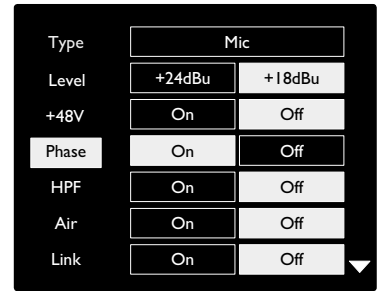 Type Mic
Level +24dBu +18dBu
+48V On Off
Phase On Off
HPF On Off
Air On Off
Link On Off